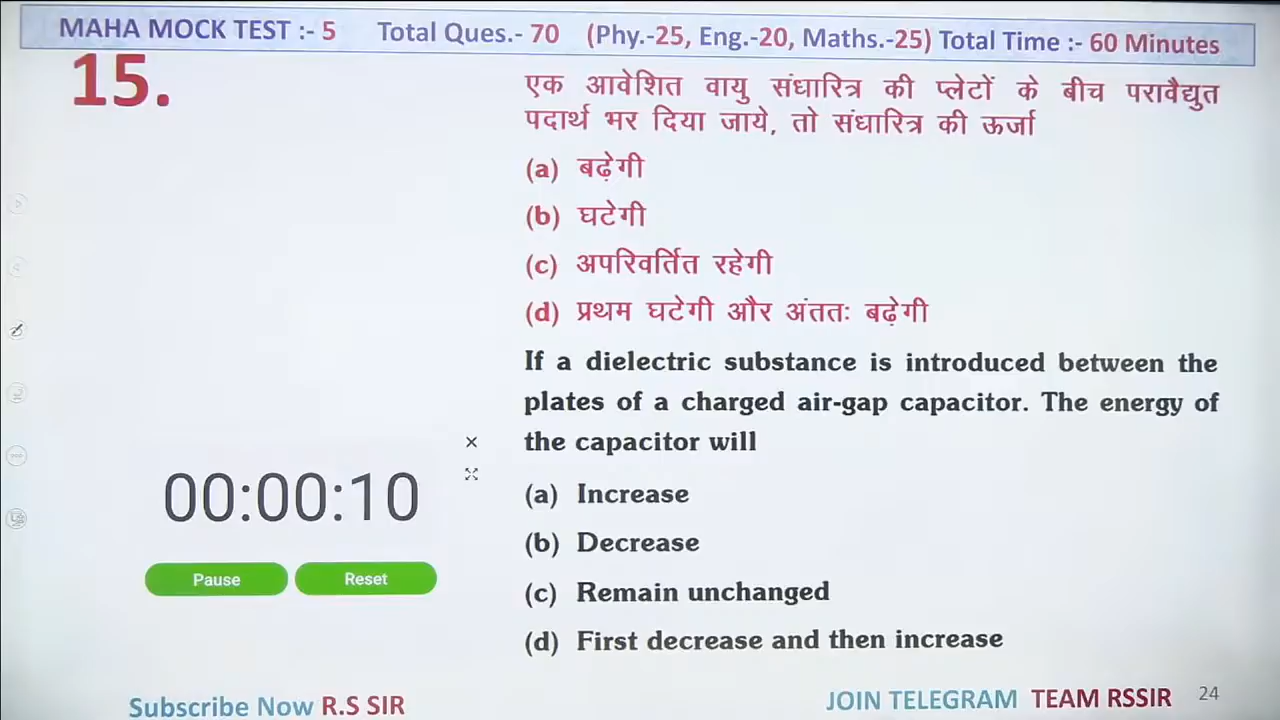 MAHA MOCK TEST :- 5 Total Ques.- 70 (Phy.-25, Eng.-20, Maths.-25) Total Time :- 60 Minutes
15.
एक आवेशित वायु संधारित्र की प्लेटों के बीच परावैद्युत
पदार्थ भर दिया जाये, तो संधारित्र की ऊर्जा
(a) बढ़ेगी
(b) घटेगी
(c) अपरिवर्तित रहेगी
(d) प्रथम घटेगी और अंततः बढ़ेगी
If a dielectric substance is introduced between the
plates of a charged air-gap capacitor. The energy of
the capacitor will
(a) Increase
(b) Decrease
(c) Remain unchanged
(d) First decrease and then increase
00:00:10
Pause Reset
Subscribe Now R.S SIR
JOIN TELEGRAM TEAM RSSIR 24